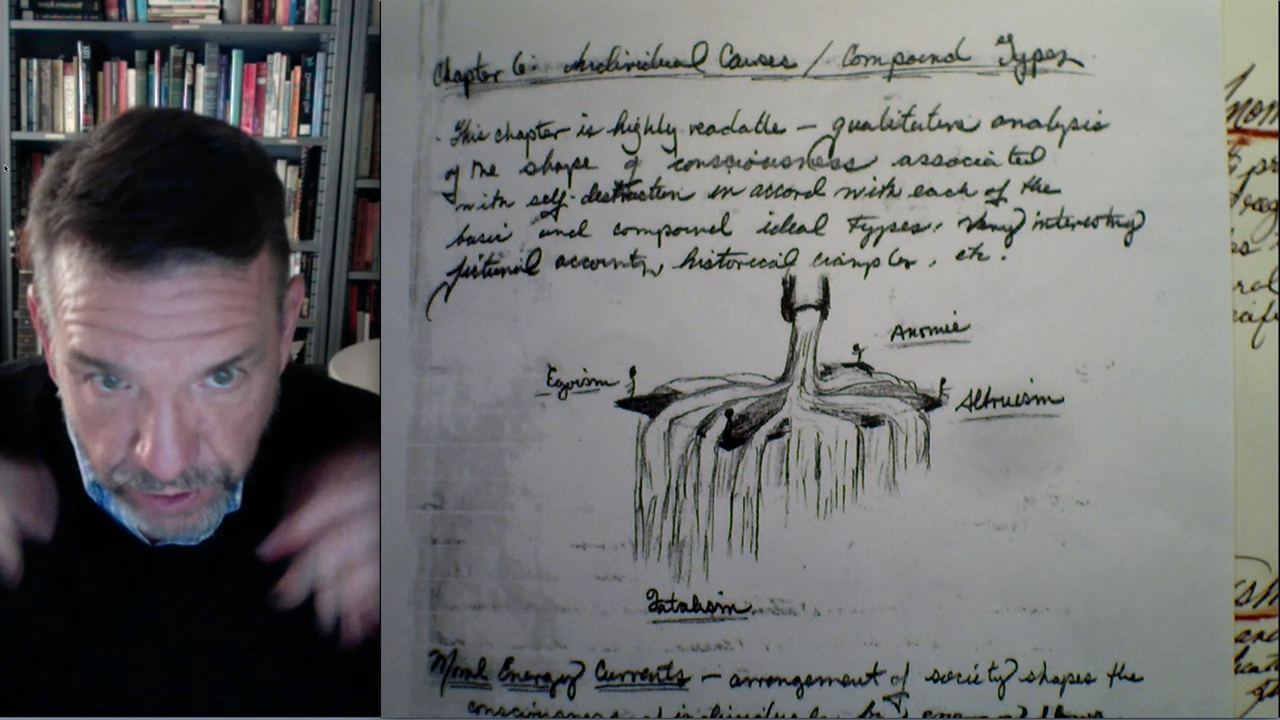 Chapter 6: Individual Causes / Compound Types
· This chapter is highly readable — qualitative analysis
of the shape of consciousness associated
with self-destruction in accord with each of the
basic and compound ideal types. Very interesting
fictional accounts, historical examples, etc.
Anomie
Egoism
Altruism
Fatalism
Moral Energy Currents — arrangement of society shapes the